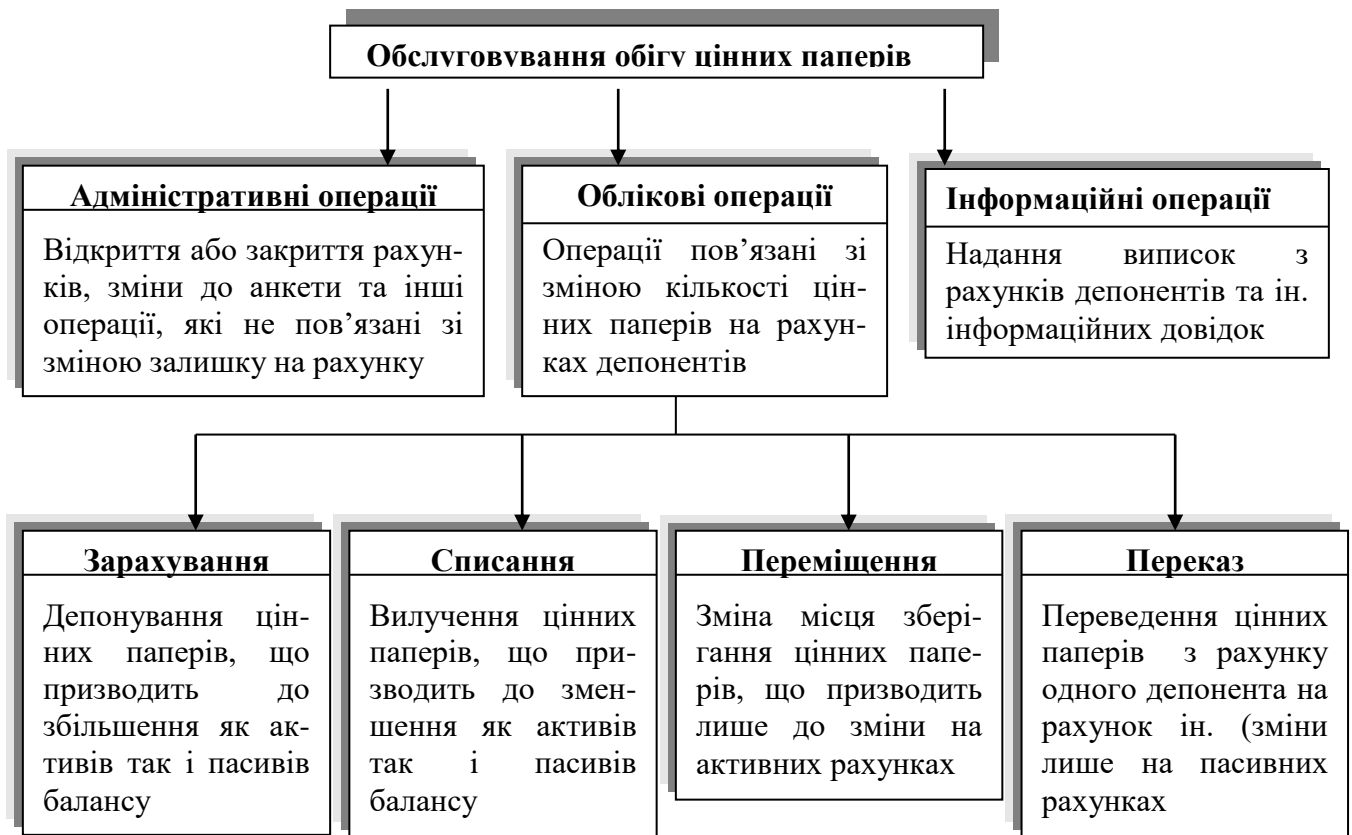 Обслуговування обігу цінних паперів
Адміністративні операції
Відкриття або закриття рахун-
ків, зміни до анкети та інші
операції, які не пов’язані зі
зміною залишку на рахунку
Облікові операції
Операції пов’язані зі
зміною кількості цін-
них паперів на рахун-
ках депонентів
Інформаційні операції
Надання виписок з
рахунків депонентів та ін.
інформаційних довідок
Зарахування
Депонування цін-
них паперів, що
призводить до
збільшення як ак-
тивів так і пасивів
балансу
Списання
Вилучення цінних
паперів, що при-
зводить до змен-
шення як активів
так і пасивів
балансу
Переміщення
Зміна місця збері-
гання цінних папе-
рів, що призводить
лише до зміни на
активних рахунках
Переказ
Переведення цінних
паперів з рахунку
одного депонента на
рахунок ін. (зміни
лише на пасивних
рахунках